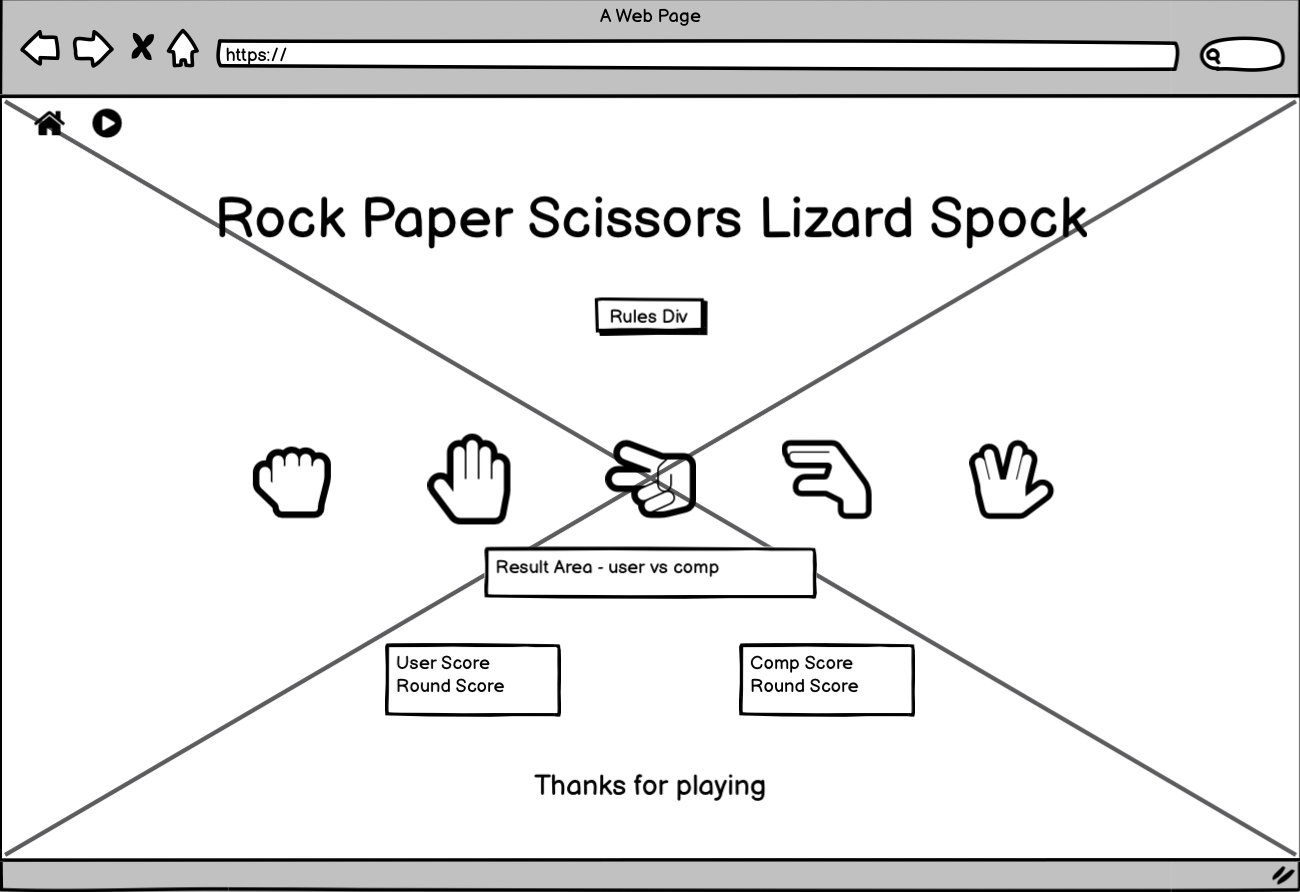 A Web Page
https://
Rock Paper Scissors Lizard Spock
Rules Div
Result Area - user vs comp
User Score
Round Score
Comp Score
Round Score
Thanks for playing